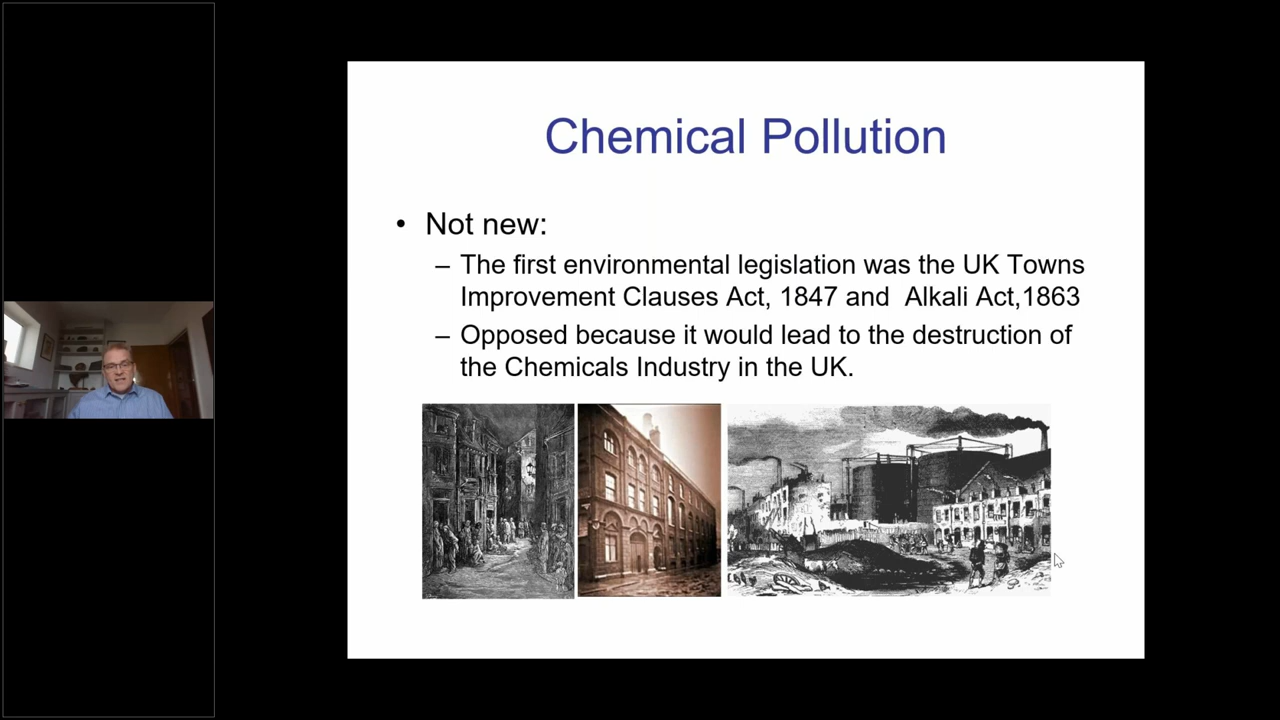 Chemical Pollution
• Not new:
– The first environmental legislation was the UK Towns
Improvement Clauses Act, 1847 and  Alkali Act,1863
– Opposed because it would lead to the destruction of
the Chemicals Industry in the UK.